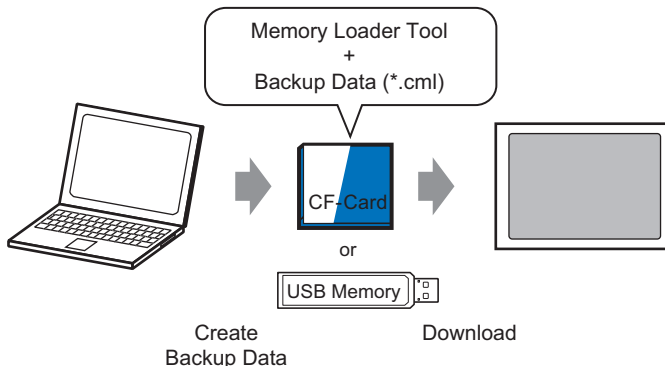 Memory Loader Tool
+
Backup Data (*.cml)
CF-Card
or
USB Memory
Create
Backup Data
Download